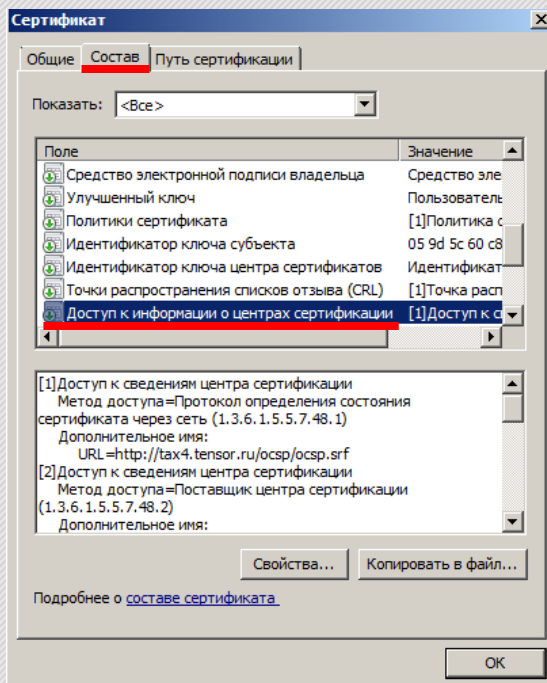 Сертификат
Общие Состав Путь сертификации
Показать: <Все>
Поле Значение
Средство электронной подписи владельца Средство эле
Улучшенный ключ Пользователь
Политики сертификата [1]Политика с
Идентификатор ключа субъекта 05 9d 5c 60 c8
Идентификатор ключа центра сертификатов Идентификат
Точки распространения списков отзыва (CRL) [1]Точка расп
Доступ к информации о центрах сертификации [1]Доступ к с
[1]Доступ к сведениям центра сертификации
Метод доступа=Протокол определения состояния
сертификата через сеть (1.3.6.1.5.5.7.48.1)
Дополнительное имя:
URL=http://tax4.tensor.ru/ocsp/ocsp.srf
[2]Доступ к сведениям центра сертификации
Метод доступа=Поставщик центра сертификации
(1.3.6.1.5.5.7.48.2)
Дополнительное имя:
Свойства... Копировать в файл...
Подробнее о составе сертификата
ОК